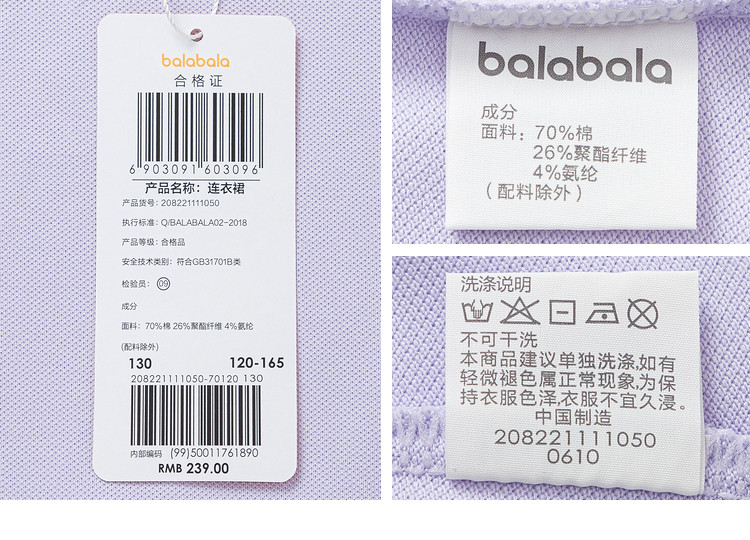 balabala
合格证
6 903091 603096
产品名称：连衣裙
产品货号：208221111050
执行标准：Q/BALABALA02-2018
产品等级：合格品
安全技术类别：符合GB31701B类
检验员：09
成分
面料：70%棉 26%聚酯纤维 4%氨纶
(配料除外)
130 120-165
208221111050-70120 130
内部编码 (99)50011761890
RMB 239.00
balabala
成分
面料：70%棉
26%聚酯纤维
4%氨纶
(配料除外)
洗涤说明
不可干洗
本商品建议单独洗涤,如有
轻微褪色属正常现象,为保
持衣服色泽,衣服不宜久浸。
中国制造
208221111050
0610